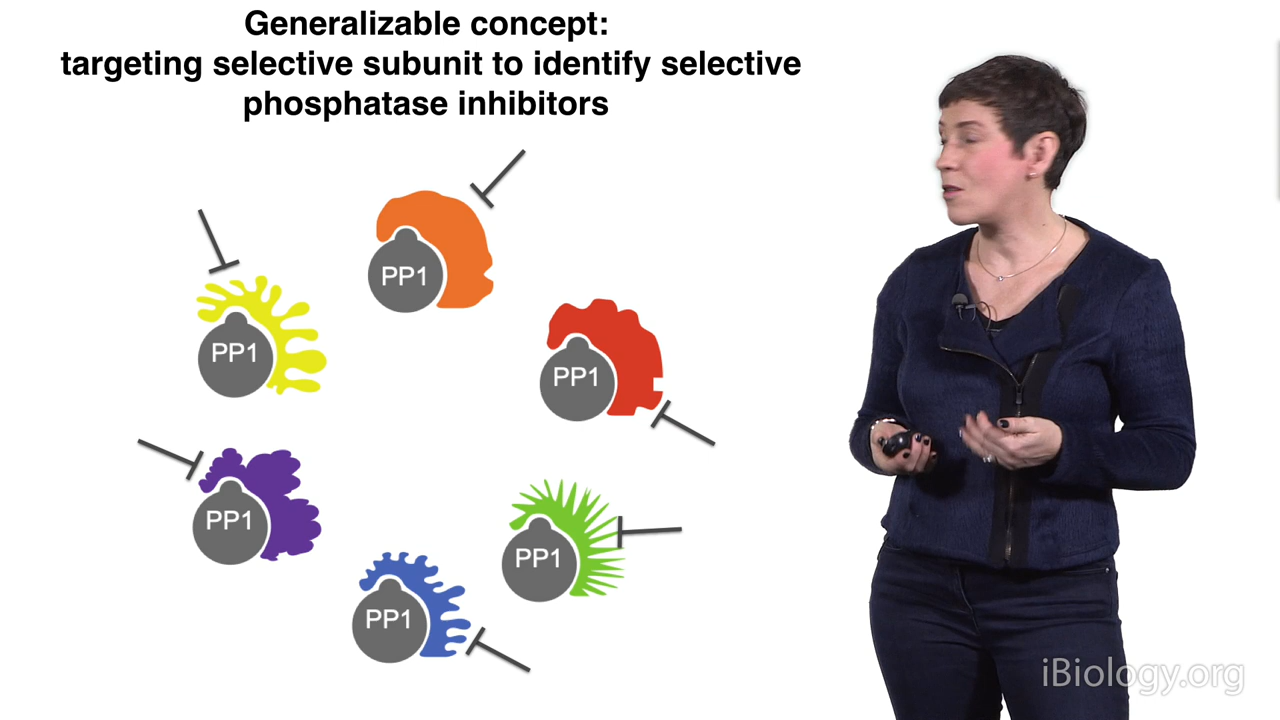 Generalizable concept:
targeting selective subunit to identify selective
phosphatase inhibitors
PP1
PP1
PP1
PP1
PP1
PP1
iBiology.org